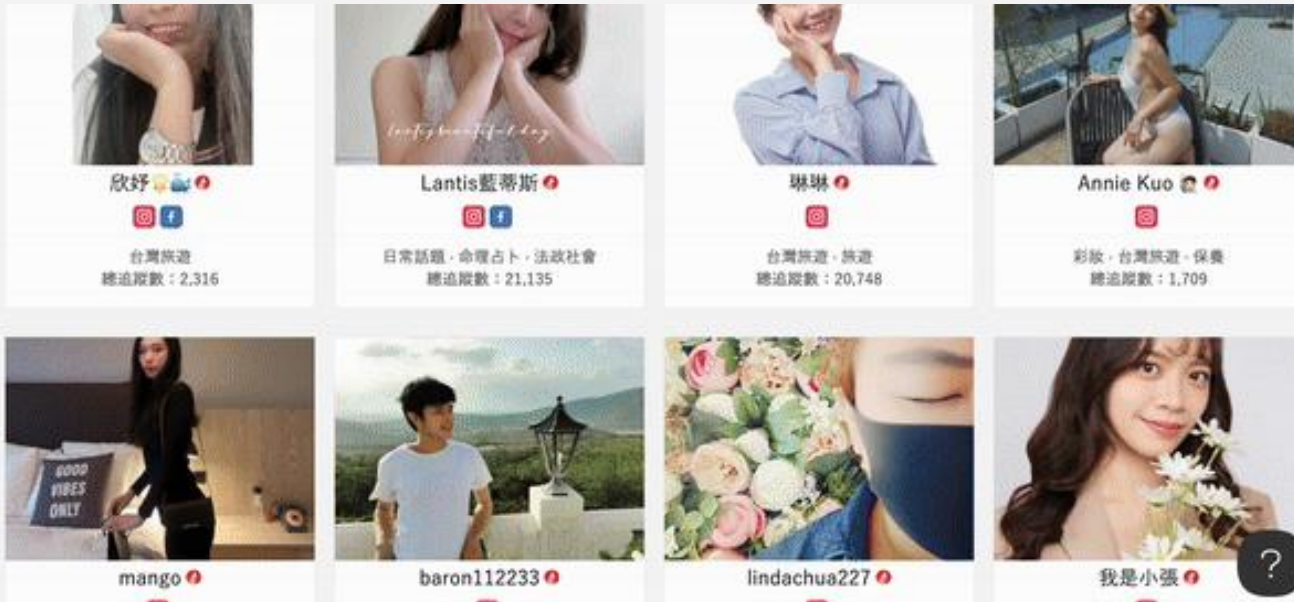 lantisbeautifulday
欣妤
Lantis藍蒂斯
琳琳
Annie Kuo
台灣旅遊
總追蹤數：2,316
日常話題 · 命理占卜 · 法政社會
總追蹤數：21,135
台灣旅遊 · 旅遊
總追蹤數：20,748
彩妝 · 台灣旅遊 · 保養
總追蹤數：1,709
GOOD
VIBES
ONLY
mango
baron112233
lindachua227
我是小張
?